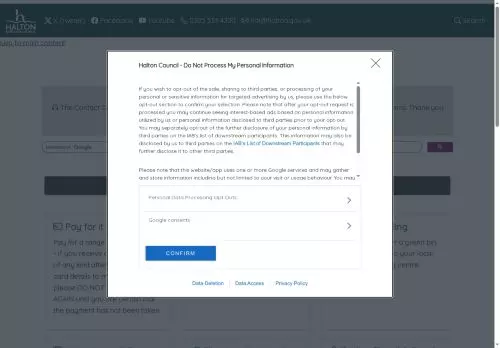 HALTON
X (Twitter) Facebook Youtube 0303 333 4300 hdl@halton.gov.uk Search
Skip to main content
Halton Council - Do Not Process My Personal Information
If you wish to opt-out of the sale, sharing to third parties, or processing of your
personal or sensitive information for targeted advertising by us, please use the below
opt-out section to confirm your selection. Please note that after your opt-out request is
processed you may continue seeing interest-based ads based on personal information
utilized by us or personal information disclosed to third parties prior to your opt-out.
You may separately opt-out of the further disclosure of your personal information by
third parties on the IAB's list of downstream participants. This information may also be
disclosed by us to third parties on the IAB's List of Downstream Participants that may
further disclose it to other third parties.
Please note that this website/app uses one or more Google services and may gather
and store information including but not limited to your visit or usage behaviour. You may
Personal Data Processing Opt Outs
Google consents
CONFIRM
Data Deletion Data Access Privacy Policy
The Contact C
Thank you
Google
Pay for it
Pay for a range
- if you receive a
of any kind after
card details to m
please DO NOT
AGAIN until you
the payment has not been taken
a green bin
your local
centre